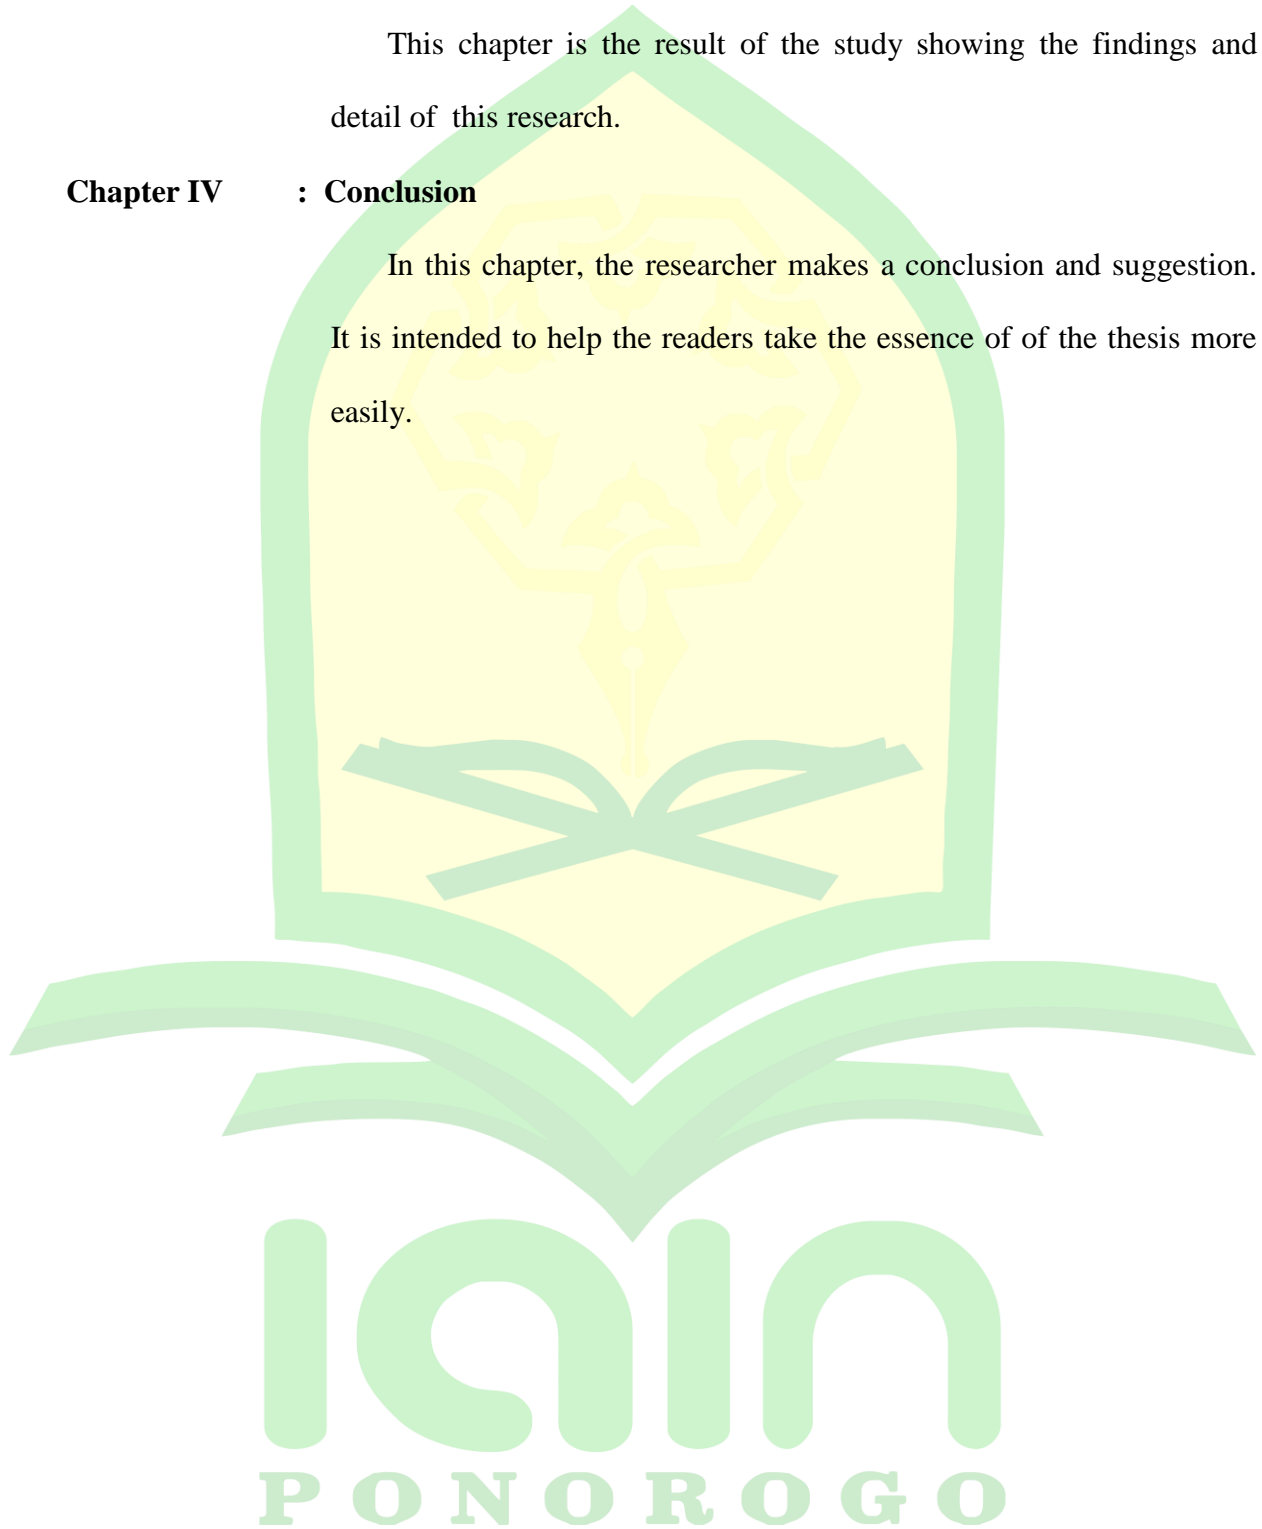 This chapter is the result of the study showing the findings and
detail of this research.
Chapter IV : Conclusion
In this chapter, the researcher makes a conclusion and suggestion.
It is intended to help the readers take the essence of of the thesis more
easily.
iain
PONOROGO